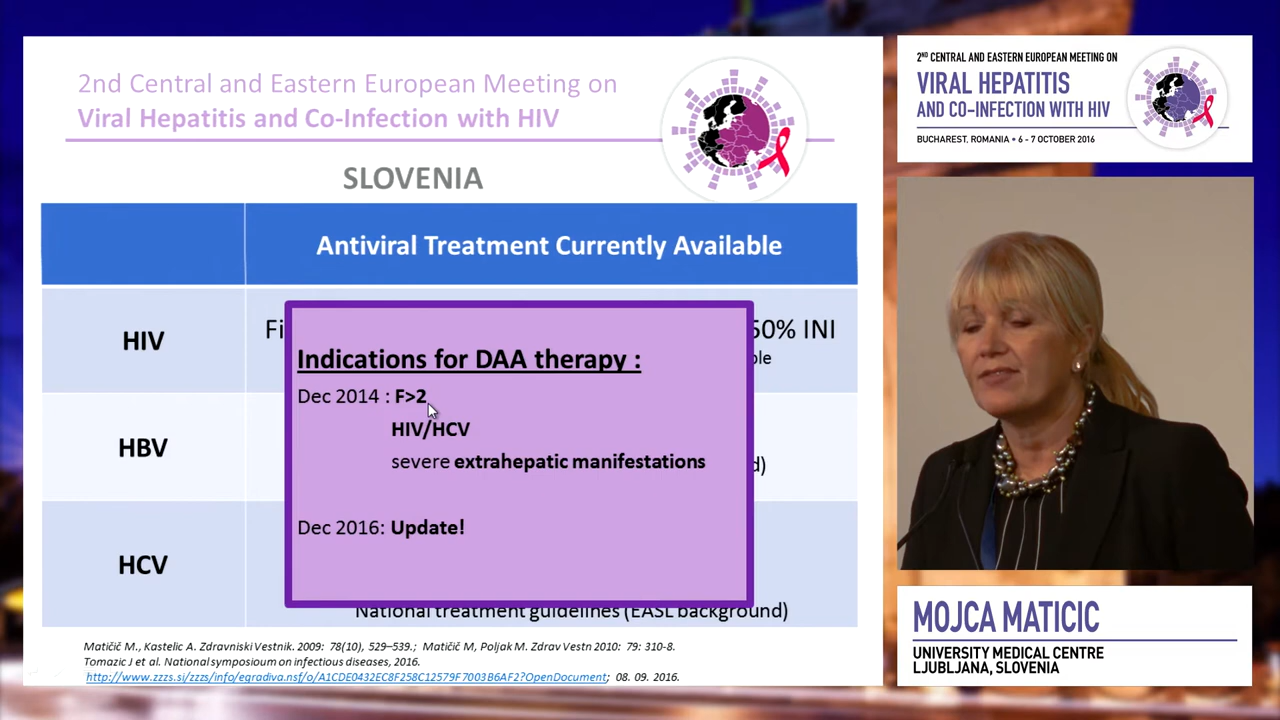 2nd Central and Eastern European Meeting on
Viral Hepatitis and Co-Infection with HIV
SLOVENIA
Antiviral Treatment Currently Available
HIV
50% INI
HBV
HCV
Indications for DAA therapy :
Dec 2014 : F>2
HIV/HCV
severe extrahepatic manifestations
Dec 2016: Update!
National treatment guidelines (EASL background)
Matičič M., Kastelic A. Zdravniski Vestnik. 2009: 78(10), 529–539.; Matičič M, Poljak M. Zdrav Vestn 2010: 79: 310-8.
Tomazic J et al. National symposium on infectious diseases, 2016.
http://www.zzzs.si/zzzs/info/egradiva.nsf/o/A1CDE0432EC8F258C12579F7003B6AF2?OpenDocument; 08. 09. 2016.
2ND CENTRAL AND EASTERN EUROPEAN MEETING ON
VIRAL HEPATITIS
AND CO-INFECTION WITH HIV
BUCHAREST, ROMANIA • 6 - 7 OCTOBER 2016
MOJCA MATICIC
UNIVERSITY MEDICAL CENTRE
LJUBLJANA, SLOVENIA